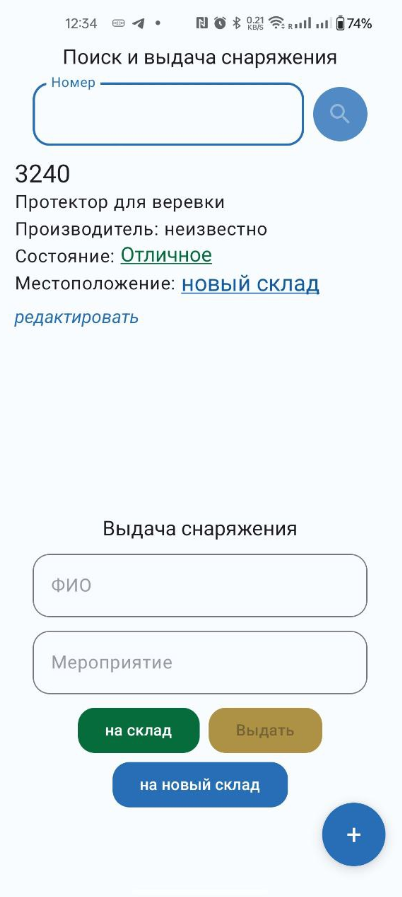 12:34 0.21 KB/S R 74%
Поиск и выдача снаряжения
Номер
3240
Протектор для веревки
Производитель: неизвестно
Состояние: Отличное
Местоположение: новый склад
редактировать
Выдача снаряжения
ФИО
Мероприятие
на склад Выдать
на новый склад
+